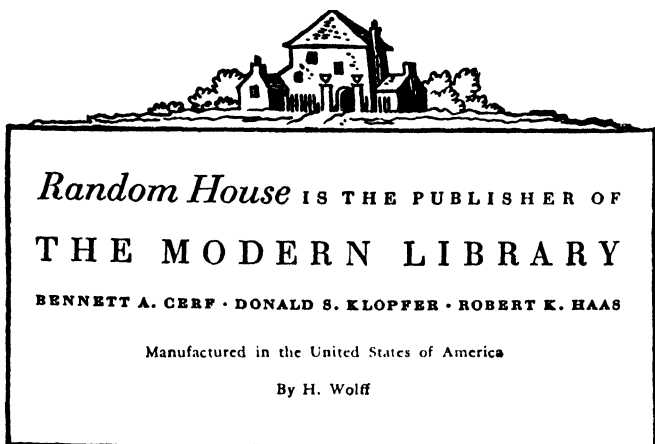 Random House IS THE PUBLISHER OF
THE MODERN LIBRARY
BENNETT A. CERF · DONALD S. KLOPFER · ROBERT K. HAAS
Manufactured in the United States of America
By H. Wolff